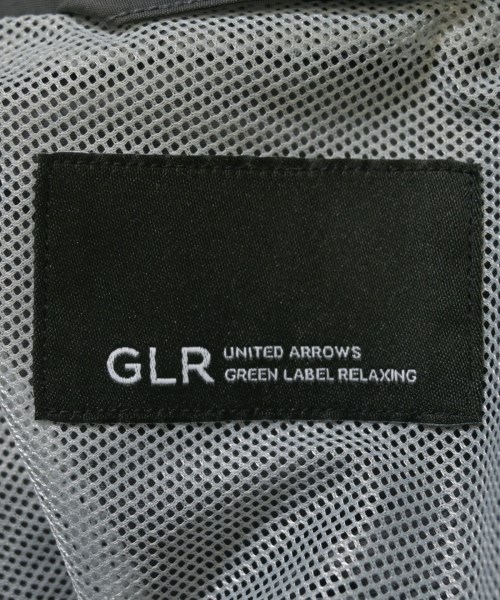 GLR
UNITED ARROWS
GREEN LABEL RELAXING